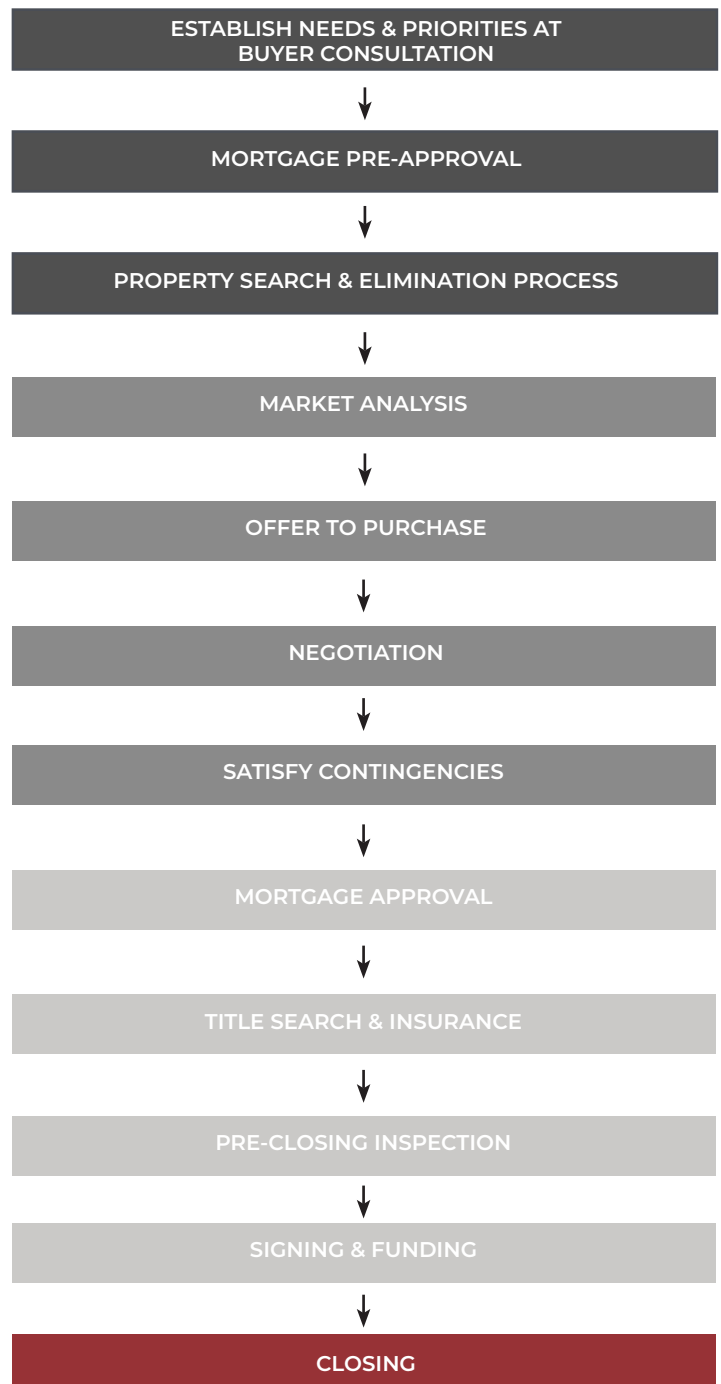 ESTABLISH NEEDS & PRIORITIES AT
BUYER CONSULTATION
MORTGAGE PRE-APPROVAL
PROPERTY SEARCH & ELIMINATION PROCESS
MARKET ANALYSIS
OFFER TO PURCHASE
NEGOTIATION
SATISFY CONTINGENCIES
MORTGAGE APPROVAL
TITLE SEARCH & INSURANCE
PRE-CLOSING INSPECTION
SIGNING & FUNDING
CLOSING